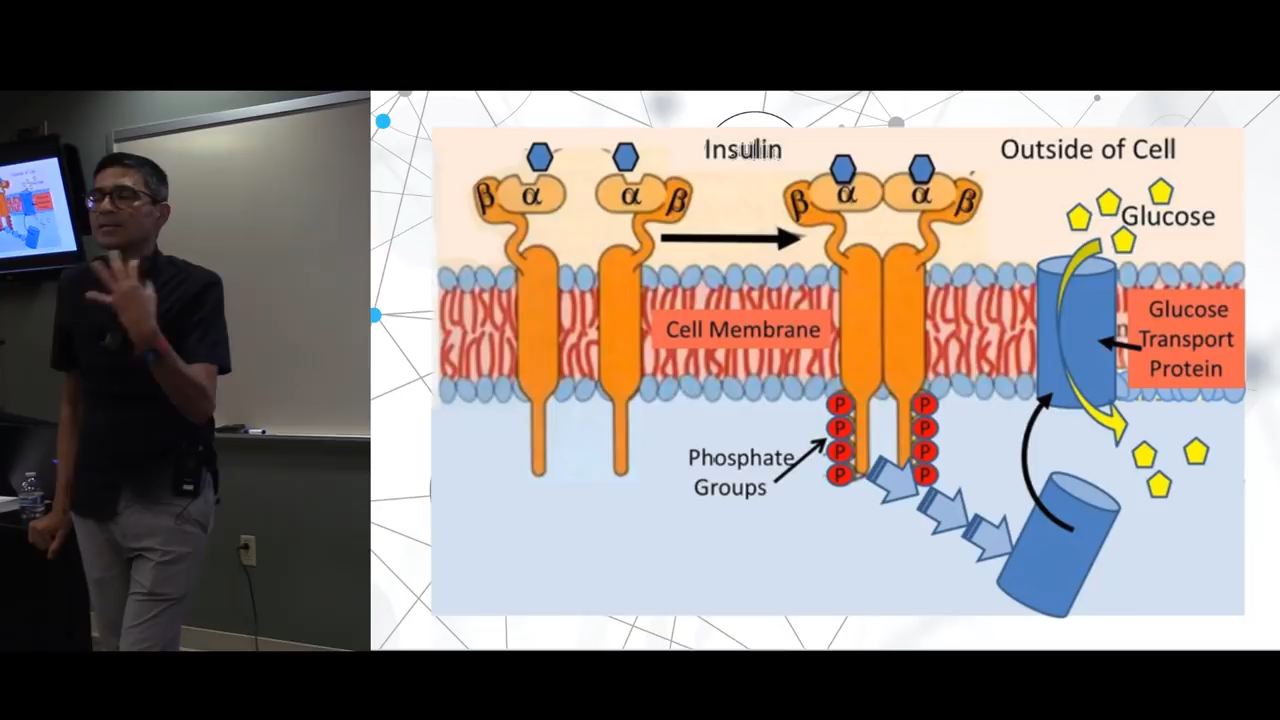 Insulin
Outside of Cell
β
α
α
β
β
α
α
β
Glucose
Cell Membrane
Glucose
Transport
Protein
P
P
P
P
P
P
P
P
Phosphate
Groups